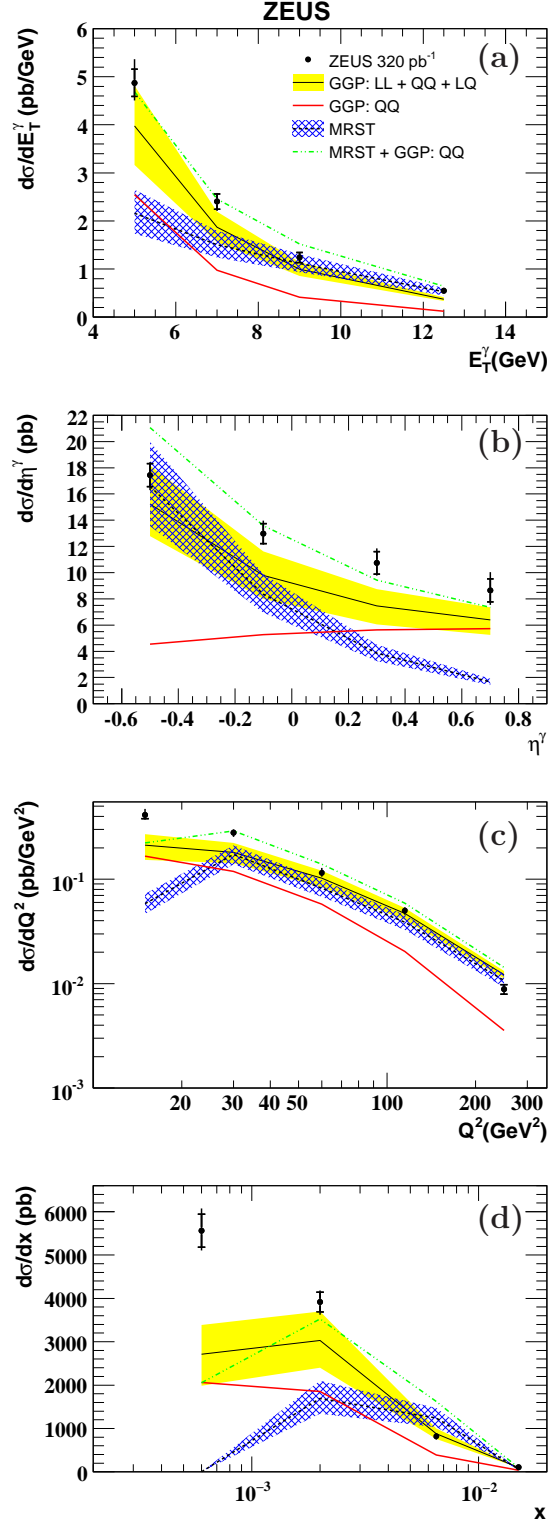 ZEUS
(a)
ZEUS 320 pb⁻¹
GGP: LL + QQ + LQ
GGP: QQ
MRST
MRST + GGP: QQ
dσ/dE_T^γ (pb/GeV)
6
5
4
3
2
1
0
4 6 8 10 12 14
E_T^γ(GeV)
(b)
dσ/dη^γ (pb)
22
20
18
16
14
12
10
8
6
4
2
0
-0.6 -0.4 -0.2 0 0.2 0.4 0.6 0.8
η^γ
(c)
dσ/dQ² (pb/GeV²)
10⁻¹
10⁻²
10⁻³
20 30 40 50 100 200 300
Q²(GeV²)
(d)
dσ/dx (pb)
6000
5000
4000
3000
2000
1000
0
10⁻³ 10⁻²
x